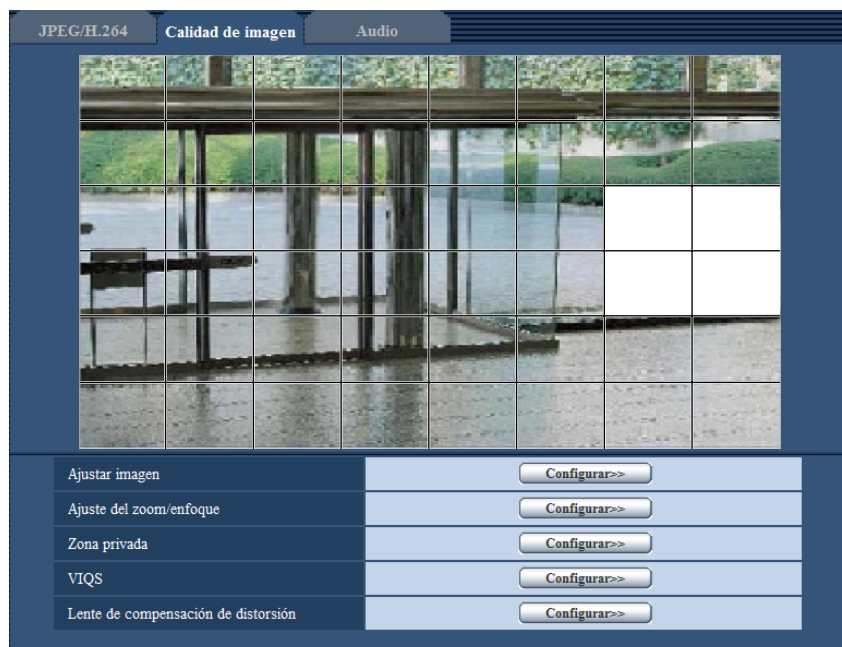 JPEG/H.264 Calidad de imagen Audio
Ajustar imagen Configurar>>
Ajuste del zoom/enfoque Configurar>>
Zona privada Configurar>>
VIQS Configurar>>
Lente de compensación de distorsión Configurar>>